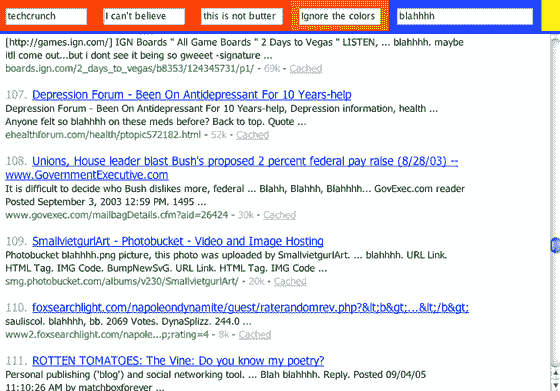 techcrunch
I can't believe
this is not butter
Ignore the colors
blahhhh
[http://games.ign.com/] IGN Boards " All Game Boards " 2 Days to Vegas " LISTEN, ... blahhhh. maybe
itll come out...but i dont see it being so gweeet -signature ...
boards.ign.com/2_days_to_vegas/b8353/124345731/p1/ - 69k - Cached
107. Depression Forum - Been On Antidepressant For 10 Years-help
Depression Forum - Been On Antidepressant For 10 Years-help, Depression information, health ...
Anyone felt so blahhhh on these meds before? Back to top. Quote ...
ehealthforum.com/health/ptopic572182.html - 52k - Cached
108. Unions, House leader blast Bush's proposed 2 percent federal pay raise (8/28/03) --
www.GovernmentExecutive.com
It is difficult to decide who Bush dislikes more, federal ... Blahh, Blahhh, Blahhhh... GovExec.com reader
Posted September 3, 2003 12:59 PM. 1495 ...
www.govexec.com/mailbagDetails.cfm?aid=26424 - 30k - Cached
109. SmallvietgurlArt - Photobucket - Video and Image Hosting
Photobucket blahhhh.png picture, this photo was uploaded by SmallvietgurlArt. ... blahhhh. URL Link.
HTML Tag. IMG Code. BumpNewSvG. URL Link. HTML Tag. IMG Code ...
smg.photobucket.com/albums/v230/SmallvietgurlArt/ - 20k - Cached
110. foxsearchlight.com/napoleondynamite/guest/raterandomrev.php?&lt;b&gt;...&lt;/b&gt;
sauliscol. blahhhh, bb. 2069 Votes. DynaSplizz. 244.0 ...
www2.foxsearchlight.com/napole...p;rating=4 - 8k - Cached
111. ROTTEN TOMATOES: The Vine: Do you know my poetry?
Personal publishing ('blog') and social networking tool. ... Blah blahhhh. Reply. Posted 09/04/05
11:10:26 AM by matchboxforever ...